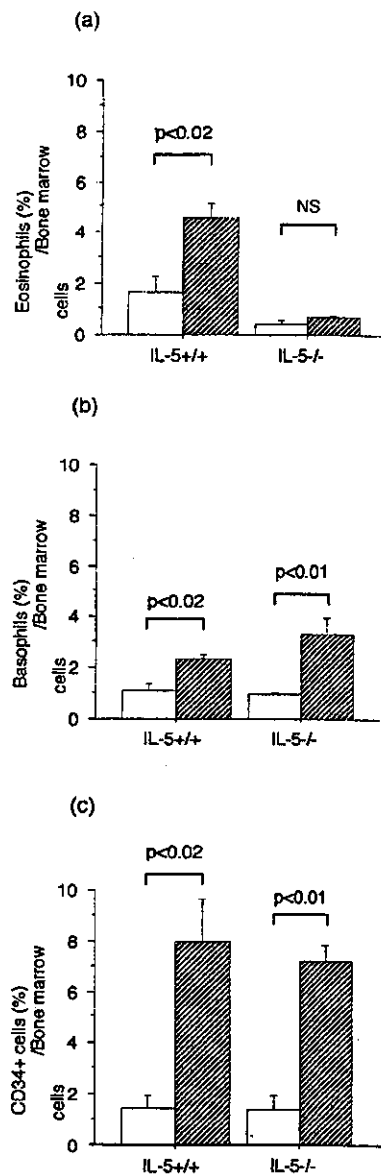 (a)
10
8
6
4
2
0
Eosinophils (%)
/Bone marrow
cells
p<0.02
NS
IL-5+/+
IL-5-/-
(b)
10
8
6
4
2
0
Basophils (%)
/Bone marrow
cells
p<0.02
p<0.01
IL-5+/+
IL-5-/-
(c)
10
8
6
4
2
0
CD34+ cells (%)
/Bone marrow
cells
p<0.02
p<0.01
IL-5+/+
IL-5-/-